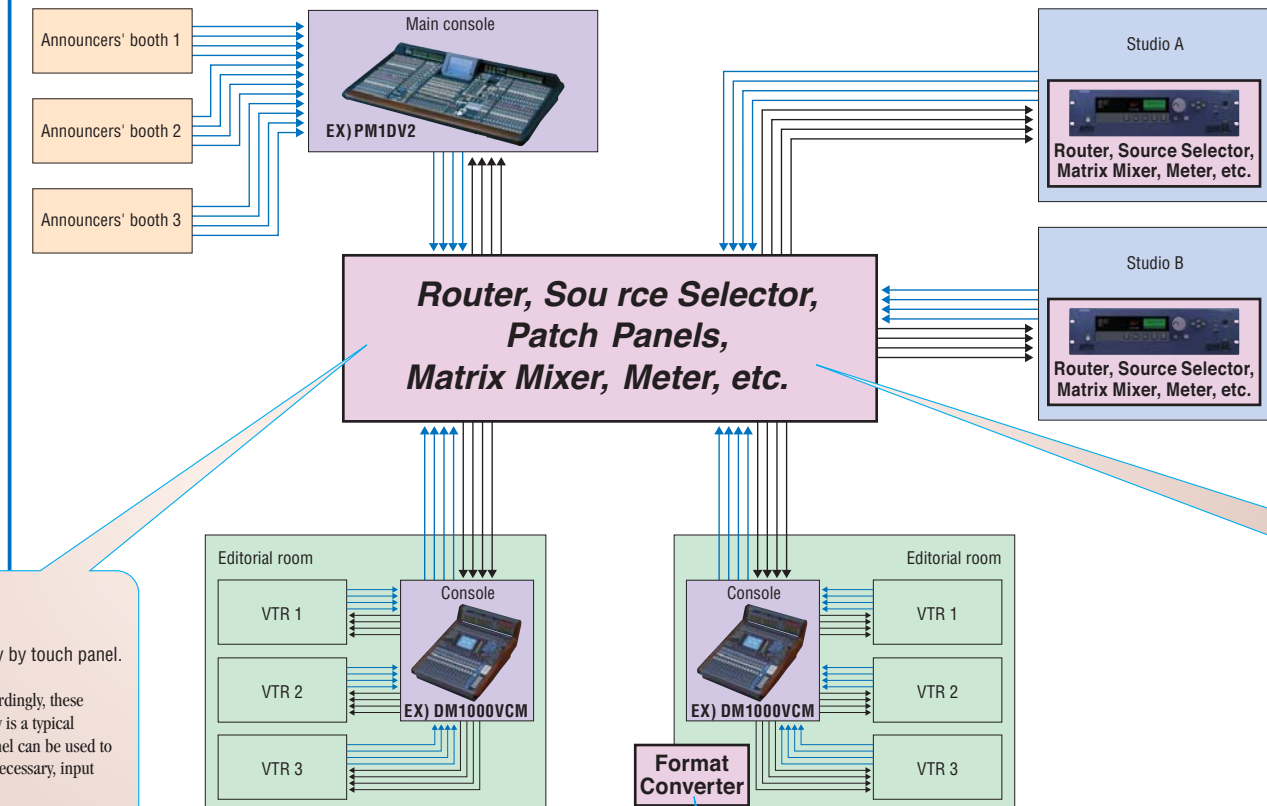 Announcers' booth 1
Announcers' booth 2
Announcers' booth 3
Main console
EX) PM1DV2
Studio A
Router, Source Selector,
Matrix Mixer, Meter, etc.
Studio B
Router, Source Selector,
Matrix Mixer, Meter, etc.
Router, Sou rce Selector,
Patch Panels,
Matrix Mixer, Meter, etc.
Editorial room
VTR 1
VTR 2
VTR 3
Console
EX) DM1000VCM
Editorial room
Console
EX) DM1000VCM
VTR 1
VTR 2
VTR 3
Format
Converter
by touch panel.
these
is a typical
can be used to
input